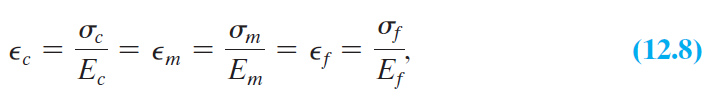 ϵ_c = σ_c / E_c = ϵ_m = σ_m / E_m = ϵ_f = σ_f / E_f, (12.8)